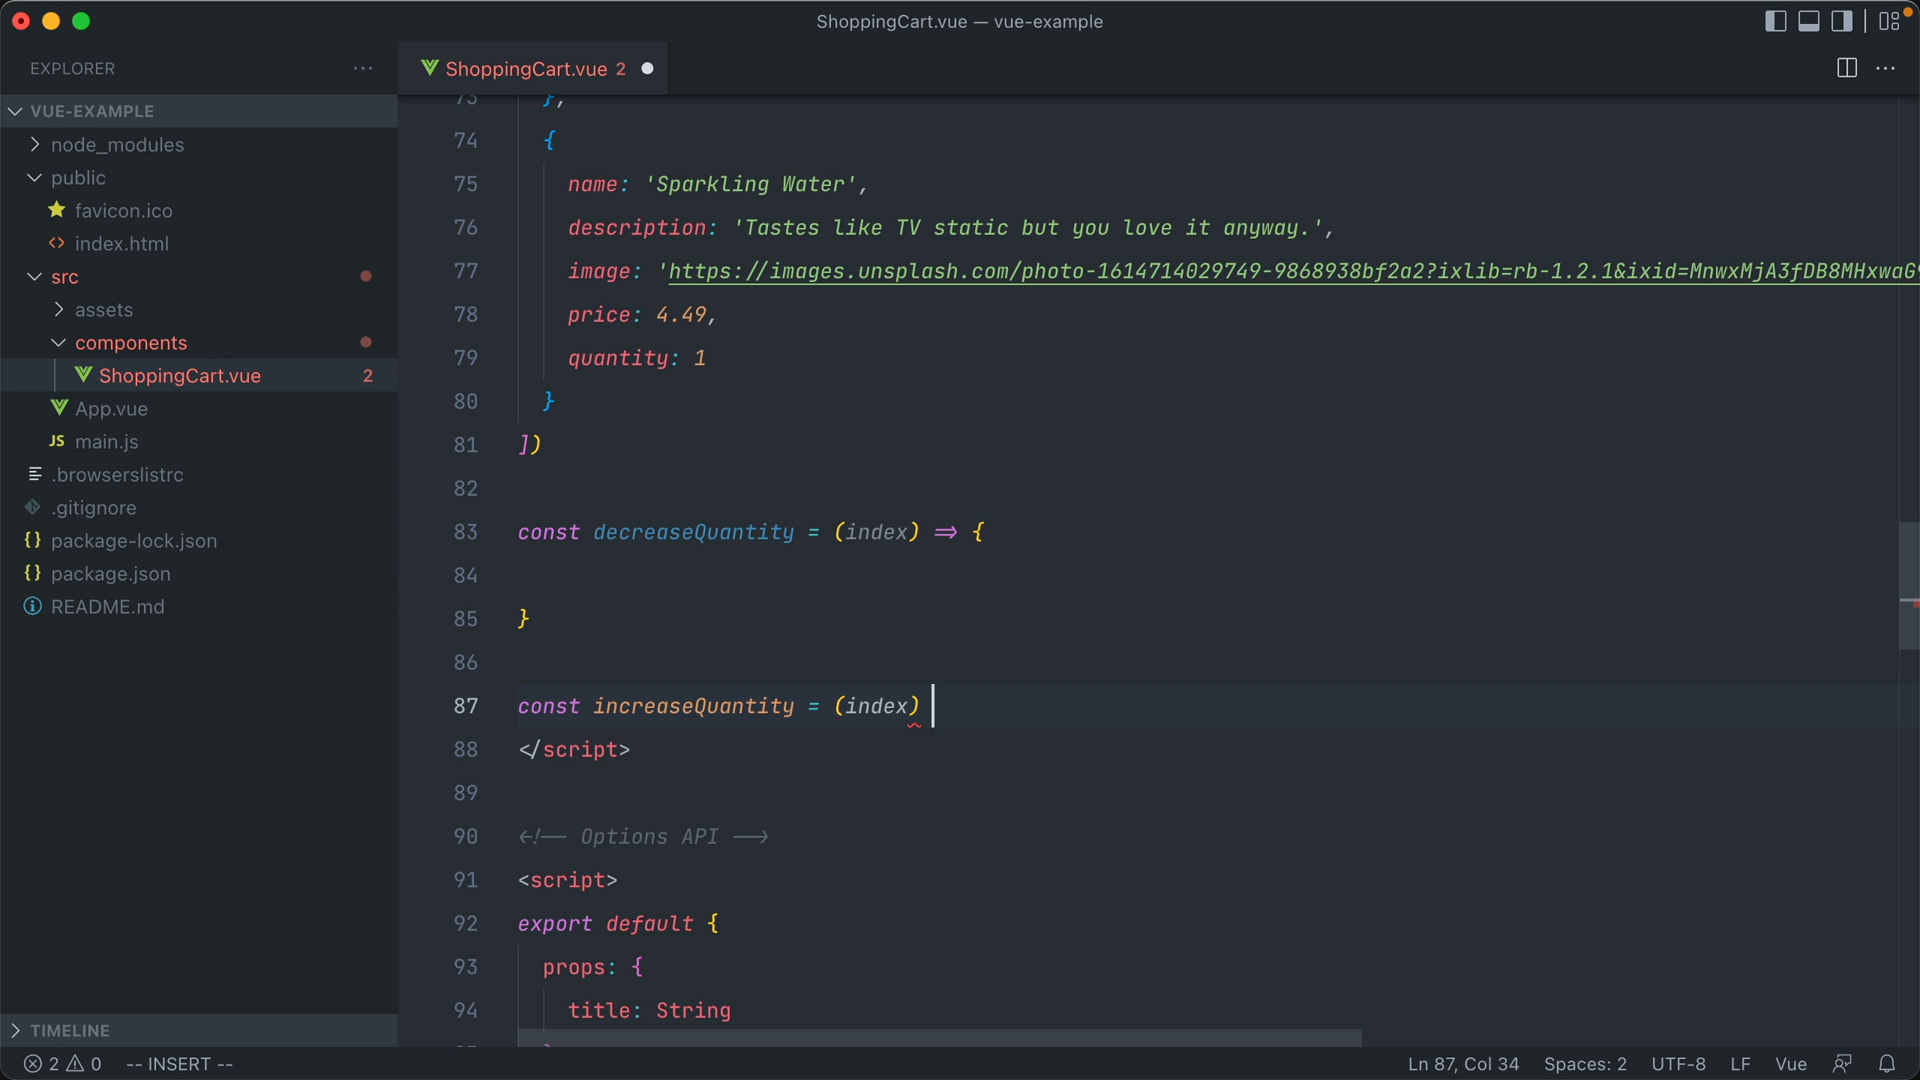 ShoppingCart.vue — vue-example
EXPLORER
ShoppingCart.vue 2
VUE-EXAMPLE
node_modules
public
favicon.ico
index.html
src
assets
components
ShoppingCart.vue 2
App.vue
JS main.js
.browserslistrc
.gitignore
{} package-lock.json
{} package.json
README.md
TIMELINE
73 },
74 {
75 name: 'Sparkling Water',
76 description: 'Tastes like TV static but you love it anyway.',
77 image: 'https://images.unsplash.com/photo-1614714029749-9868938bf2a2?ixlib=rb-1.2.1&ixid=MnwxMjA3fDB8MHxwaG9
78 price: 4.49,
79 quantity: 1
80 }
81 ])
82
83 const decreaseQuantity = (index) => {
84
85 }
86
87 const increaseQuantity = (index)
88 </script>
89
90 <!-- Options API -->
91 <script>
92 export default {
93 props: {
94 title: String
2 0 -- INSERT --
Ln 87, Col 34 Spaces: 2 UTF-8 LF Vue